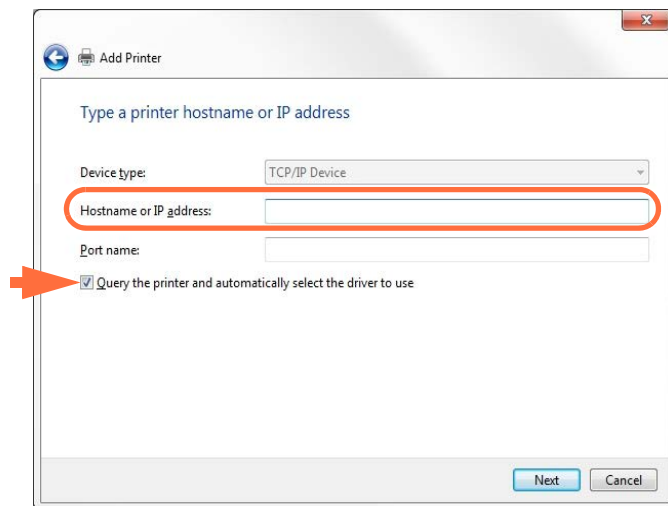 Add Printer
Type a printer hostname or IP address
Device type: TCP/IP Device
Hostname or IP address:
Port name:
Query the printer and automatically select the driver to use
Next Cancel